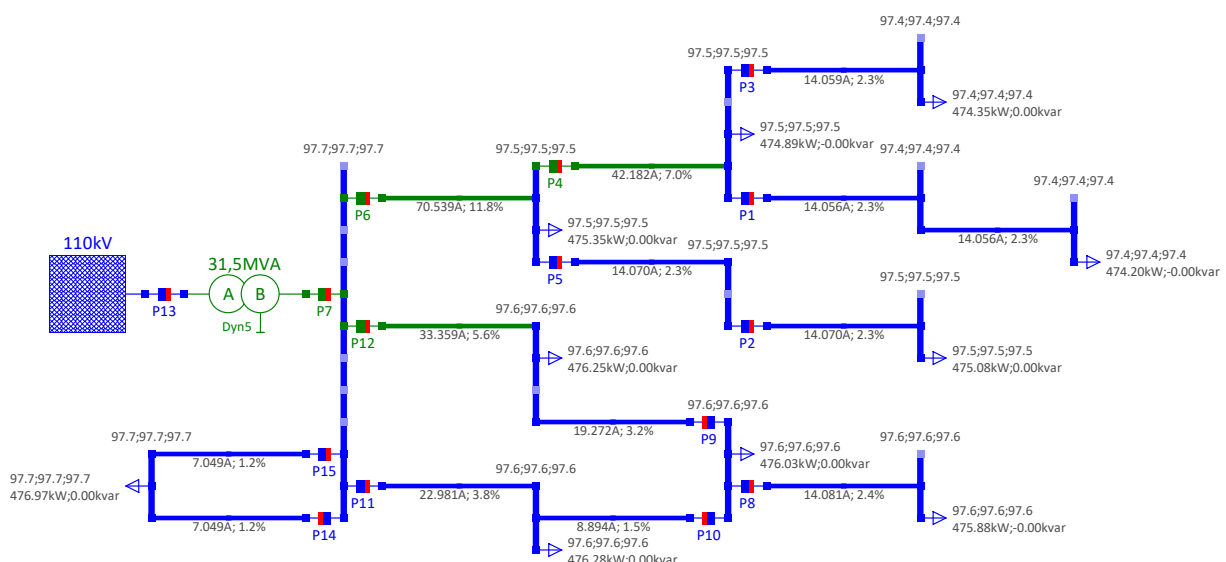 97.4;97.4;97.4
97.5;97.5;97.5
P3
14.059A; 2.3%
97.4;97.4;97.4
474.35kW;0.00kvar
97.5;97.5;97.5
474.89kW;-0.00kvar
97.7;97.7;97.7
97.5;97.5;97.5
P4
42.182A; 7.0%
97.4;97.4;97.4
P6
70.539A; 11.8%
P1
14.056A; 2.3%
97.4;97.4;97.4
97.5;97.5;97.5
475.35kW;0.00kvar
14.056A; 2.3%
97.5;97.5;97.5
P5
14.070A; 2.3%
97.4;97.4;97.4
474.20kW;-0.00kvar
110kV
31,5MVA
A
B
P13
Dyn5
P7
97.5;97.5;97.5
97.6;97.6;97.6
P12
33.359A; 5.6%
P2
14.070A; 2.3%
97.6;97.6;97.6
476.25kW;0.00kvar
97.5;97.5;97.5
475.08kW;0.00kvar
97.6;97.6;97.6
19.272A; 3.2%
P9
97.7;97.7;97.7
7.049A; 1.2%
P15
97.6;97.6;97.6
476.03kW;0.00kvar
97.6;97.6;97.6
97.7;97.7;97.7
476.97kW;0.00kvar
97.6;97.6;97.6
P11
22.981A; 3.8%
P8
14.081A; 2.4%
7.049A; 1.2%
P14
8.894A; 1.5%
P10
97.6;97.6;97.6
475.88kW;-0.00kvar
97.6;97.6;97.6
476.28kW;0.00kvar